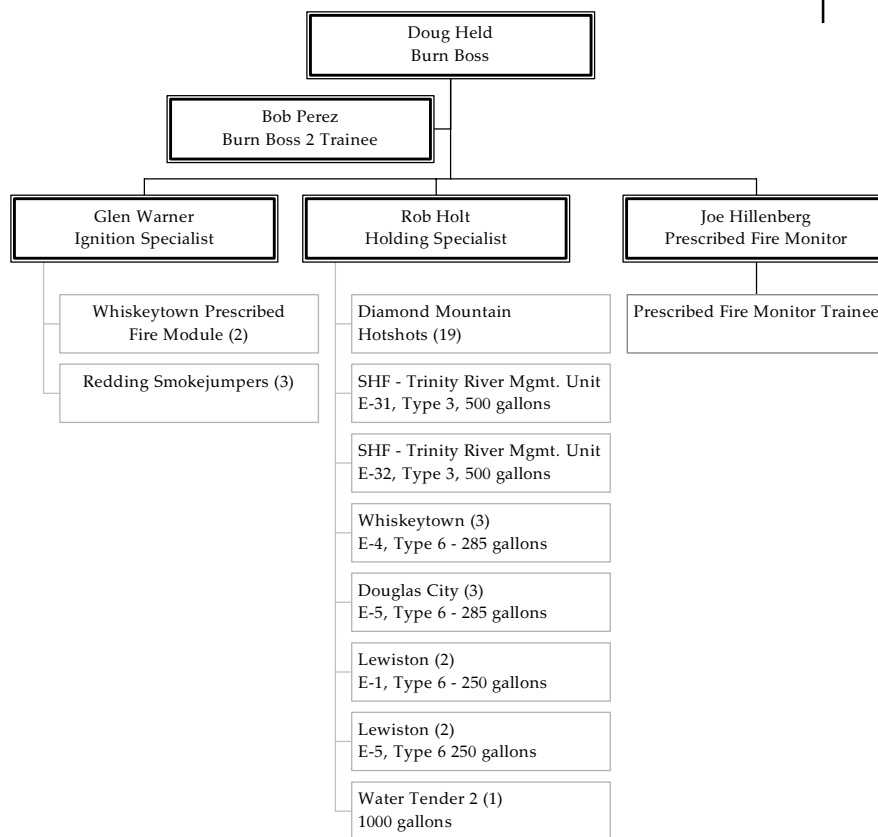 Doug Held
Burn Boss
Bob Perez
Burn Boss 2 Trainee
Glen Warner
Ignition Specialist
Rob Holt
Holding Specialist
Joe Hillenberg
Prescribed Fire Monitor
Whiskeytown Prescribed
Fire Module (2)
Redding Smokejumpers (3)
Diamond Mountain
Hotshots (19)
SHF - Trinity River Mgmt. Unit
E-31, Type 3, 500 gallons
SHF - Trinity River Mgmt. Unit
E-32, Type 3, 500 gallons
Whiskeytown (3)
E-4, Type 6 - 285 gallons
Douglas City (3)
E-5, Type 6 - 285 gallons
Lewiston (2)
E-1, Type 6 - 250 gallons
Lewiston (2)
E-5, Type 6 250 gallons
Water Tender 2 (1)
1000 gallons
Prescribed Fire Monitor Trainee